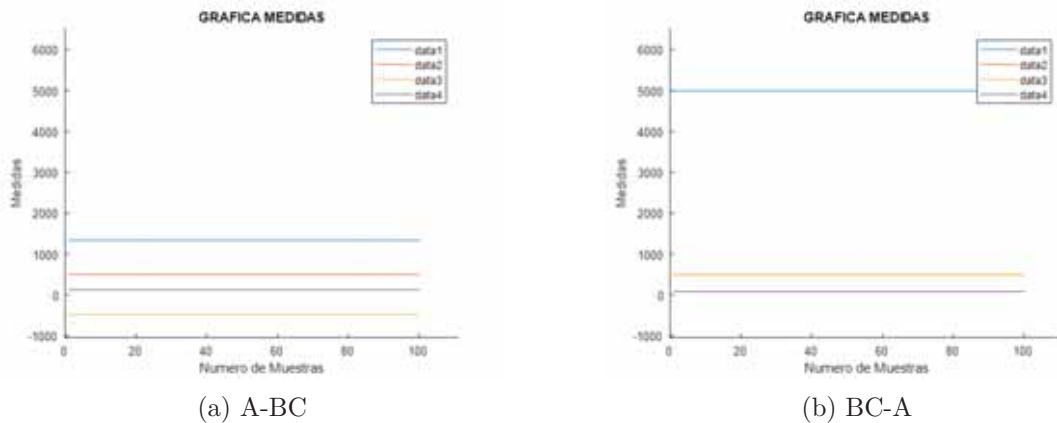 GRAFICA MEDIDAS
6000
5000
4000
3000
2000
1000
0
-1000
Medidas
data1
data2
data3
data4
0 20 40 60 80 100
Numero de Muestras
(a) A-BC
GRAFICA MEDIDAS
6000
5000
4000
3000
2000
1000
0
-1000
Medidas
data1
data2
data3
data4
0 20 40 60 80 100
Numero de Muestras
(b) BC-A